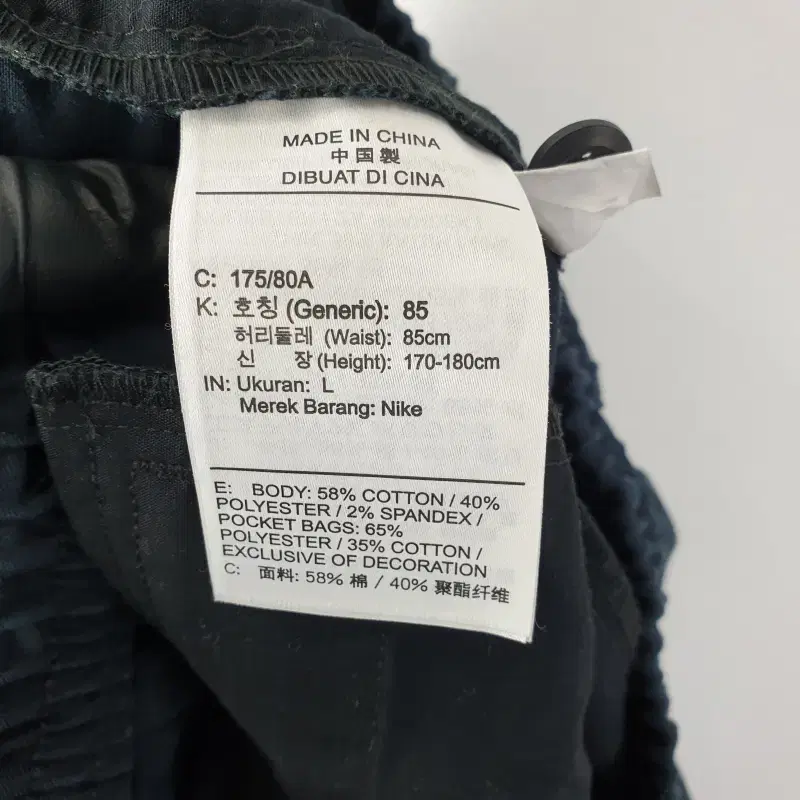 MADE IN CHINA
中国製
DIBUAT DI CINA
C: 175/80A
K: 호칭 (Generic): 85
허리둘레 (Waist): 85cm
신 장 (Height): 170-180cm
IN: Ukuran: L
Merek Barang: Nike
E: BODY: 58% COTTON / 40%
POLYESTER / 2% SPANDEX /
POCKET BAGS: 65%
POLYESTER / 35% COTTON /
EXCLUSIVE OF DECORATION
C: 面料: 58% 棉 / 40% 聚酯纤维